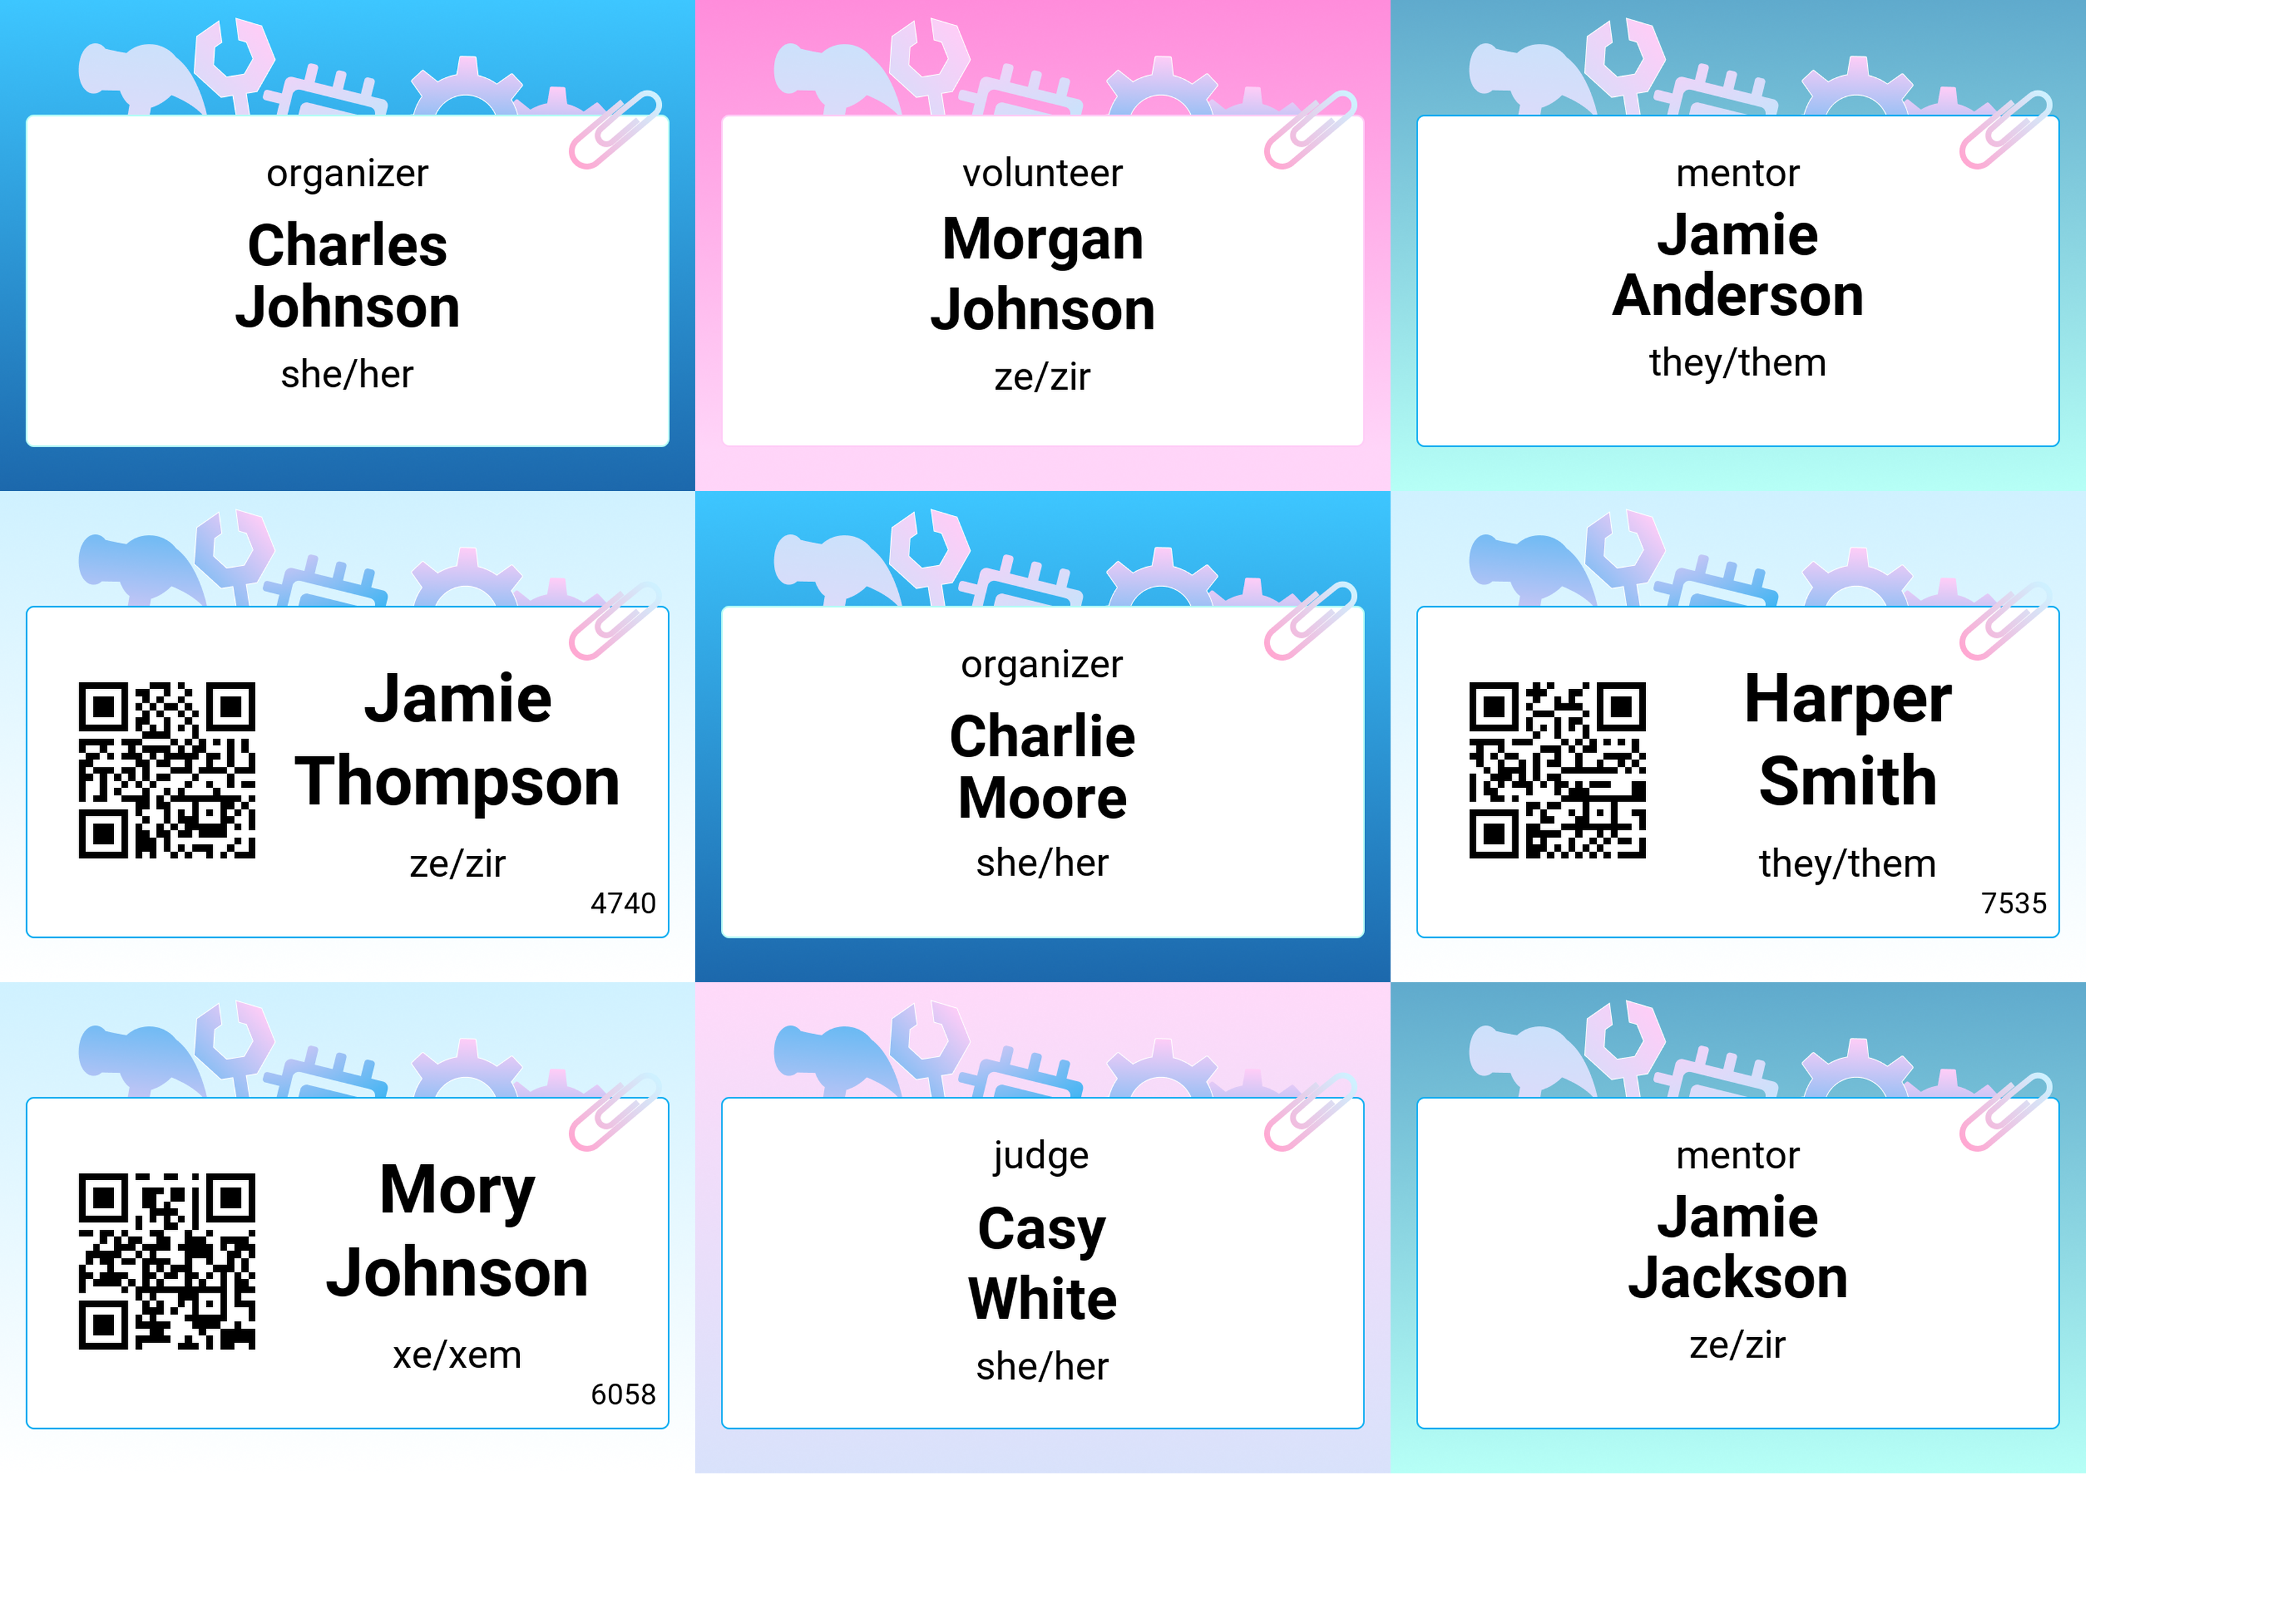 organizer
Charles
Johnson
she/her
volunteer
Morgan
Johnson
ze/zir
mentor
Jamie
Anderson
they/them
Jamie
Thompson
ze/zir
4740
organizer
Charlie
Moore
she/her
Harper
Smith
they/them
7535
Mory
Johnson
xe/xem
6058
judge
Casy
White
she/her
mentor
Jamie
Jackson
ze/zir